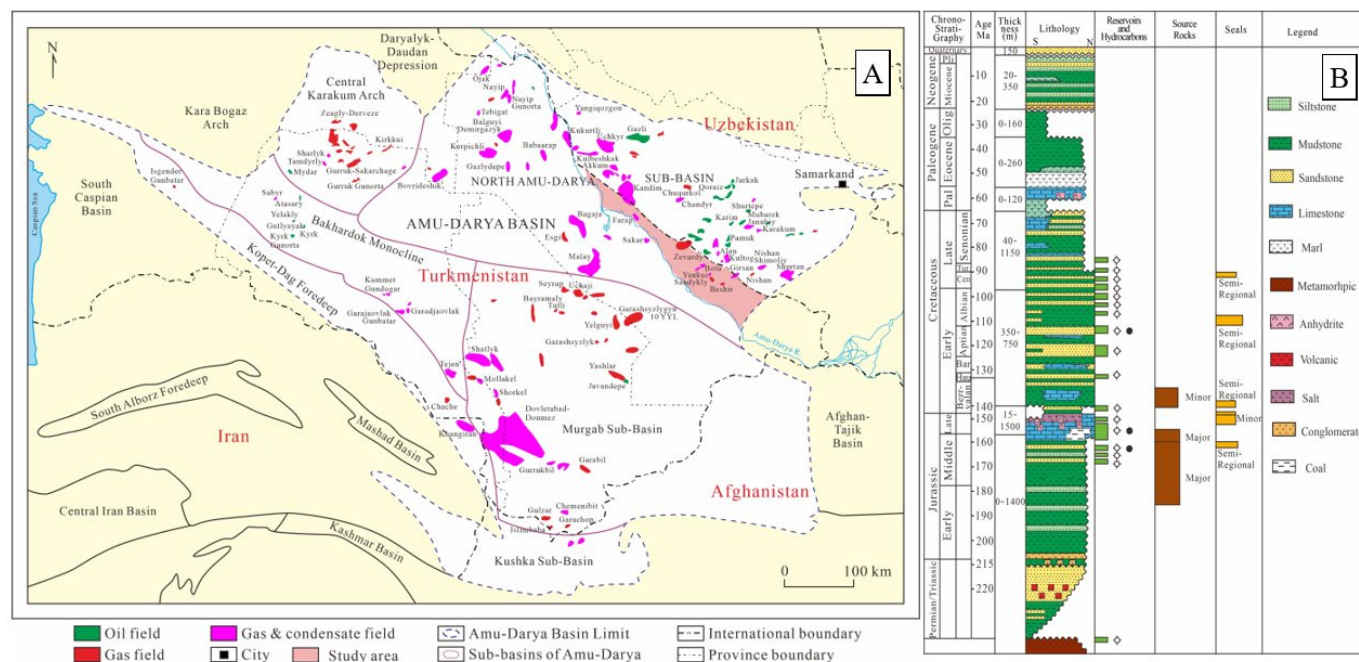 A
N
Daryalyk-
Daudan
Depression
Central
Karakum Arch
Kara Bogaz
Arch
Zeagly-Derveze
Kirkkui
Sharlyk
Tamdyrly
Mydar
Gurruk-Sakarchage
Gurruk Gunorta
Isgender
Gunbatar
South
Caspian
Basin
Caspian Sea
Sabyr
Atasary
Yelakly
Gutlyayak
Kyrk
Gunorta
Kyrk
Bovrideshik
Ojak
Nayip
Nayip
Gunorta
Tebigat
Balguyi
Demirgazyk
Kerpichli
Gazlydepe
Babaarap
Yangiqozgon
Kukurtli
Uchkyr
Gazli
Kulbeshkak
Akkum
Kandim
Uzbekistan
SUB-BASIN
NORTH AMU-DARYA
Samarkand
Jarkak
Qoraiz
Chuqurkol
Chandyr
Shurtepe
Karim
Mubarek
Janubiy
Karakum
Pamuk
AMU-DARYA BASIN
Bagaja
Farap
Esgi
Sakar
Malay
Zevardy
Alan
Kultog
Nishan
Shimoliy
Shurtan
Bota
Girsan
Yankui
Sandykly
Beshir
Nishan
Bakhardok Monocline
Kopet-Dag Foredeep
Turkmenistan
Kummet
Gundogar
Garajaovlak
Gunbatar
Garadjaovlak
Seyrap
Uckaji
Bayramaly
Tutli
Garashsyzlygyn
10 YYL
Yelguyi
Garashsyzlyk
Yashlar
Javandepe
Amu-Darya R.
Shatlyk
Tejen'
Mollakel
Shorkel
Chache
Dovletabad-
Donmez
Khangiran
Murgab Sub-Basin
Gurrukbil
Garabil
Afghan-
Tajik
Basin
South Alborz Foredeep
Iran
Mashad Basin
Afghanistan
Central Iran Basin
Kashmar Basin
Gulzar
Chemenibit
Garachop
Islimbaba
Kushka Sub-Basin
0 100 km
Oil field
Gas & condensate field
Amu-Darya Basin Limit
International boundary
Gas field
City
Study area
Sub-basins of Amu-Darya
Province boundary
B
Chrono-
Strati-
Graphy
Age
Ma
Thick
ness
(m)
Lithology
S N
Reservoirs
and
Hydrocarbons
Source
Rocks
Seals
Legend
Quaternary
150
Neogene
Pli
Miocene
20-
350
Paleogene
Olig
0-160
Eocene
0-260
Pal
0-120
Cretaceous
Late
Senonian
40-
1150
Tur
Cen
Early
Albian
Aptian
350-
750
Bar
Hau
Berr-
valan
Jurassic
Late
15-
1500
Middle
Early
0-1400
Permian/Triassic
10
20
30
40
50
60
70
80
90
100
110
120
130
140
150
160
170
180
190
200
210
220
Minor
Major
Major
Semi-
Regional
Semi-
Regional
Semi-
Regional
Minor
Semi-
Regional
Siltstone
Mudstone
Sandstone
Limestone
Marl
Metamorhpic
Anhydrite
Volcanic
Salt
Conglomerate
Coal